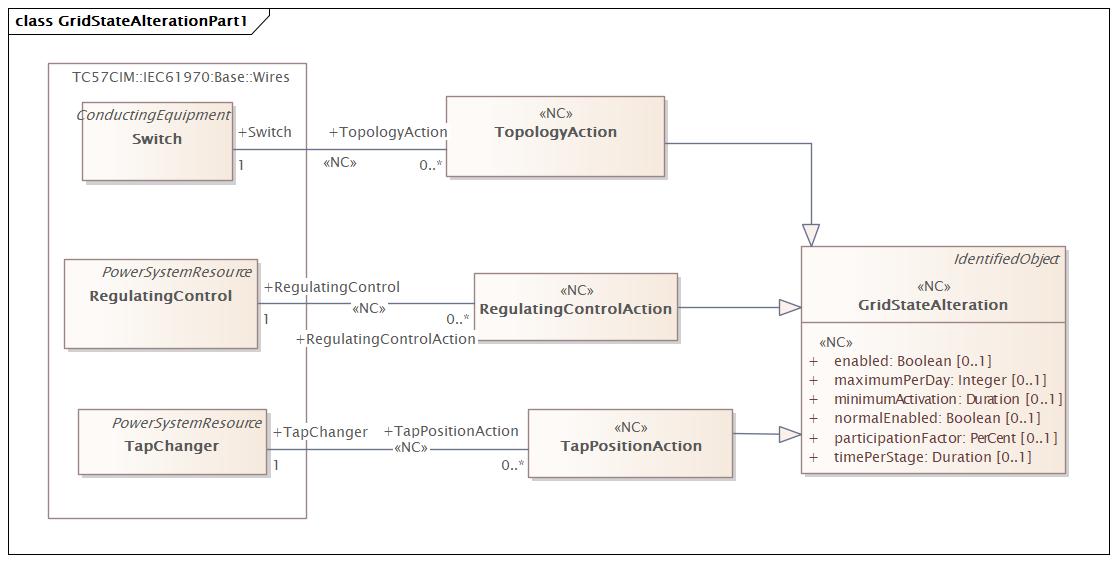 class GridStateAlterationPart1
TC57CIM::IEC61970:Base::Wires
ConductingEquipment
Switch
+Switch
+TopologyAction
1
«NC»
0..*
«NC»
TopologyAction
PowerSystemResource
RegulatingControl
+RegulatingControl
1
«NC»
0..*
+RegulatingControlAction
«NC»
RegulatingControlAction
PowerSystemResource
TapChanger
+TapChanger
+TapPositionAction
1
«NC»
0..*
«NC»
TapPositionAction
IdentifiedObject
«NC»
GridStateAlteration
«NC»
+ enabled: Boolean [0..1]
+ maximumPerDay: Integer [0..1]
+ minimumActivation: Duration [0..1]
+ normalEnabled: Boolean [0..1]
+ participationFactor: PerCent [0..1]
+ timePerStage: Duration [0..1]